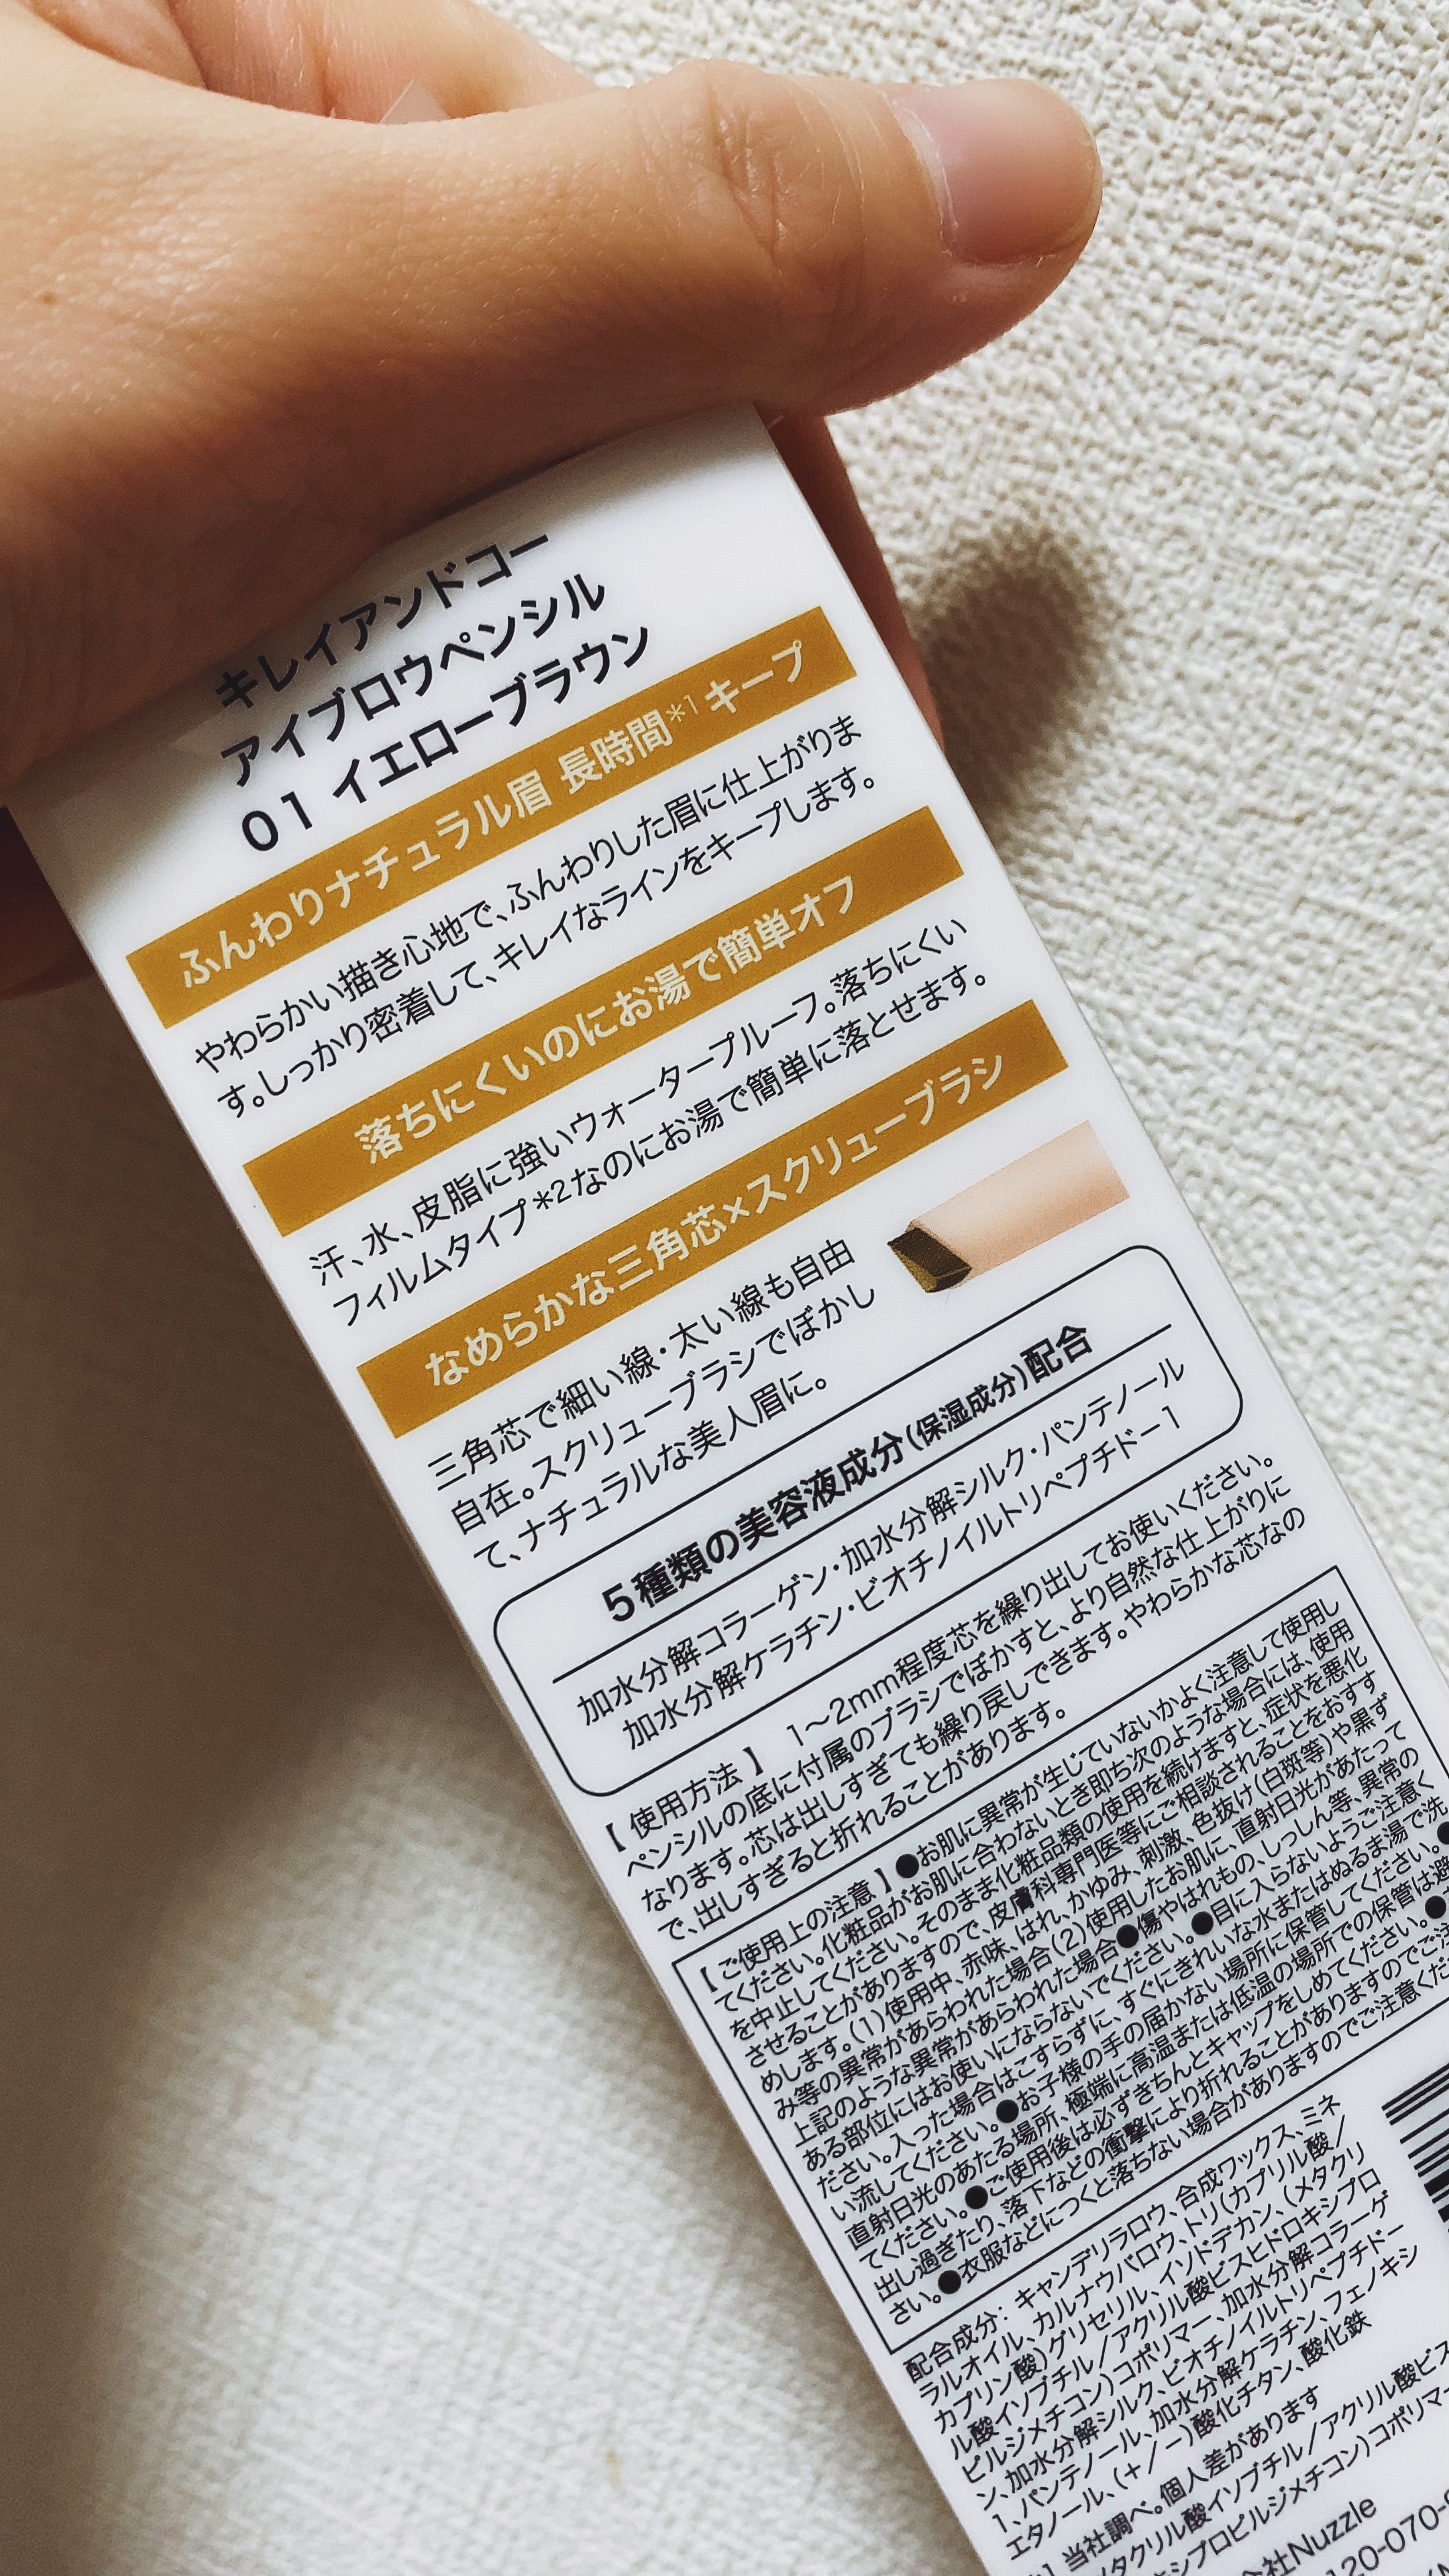 キレイアンドコー
アイブロウペンシル
01 イエローブラウン
ふんわりナチュラル眉 長時間*1キープ
やわらかい描き心地で、ふんわりした眉に仕上がりま
す。しっかり密着して、キレイなラインをキープします。
落ちにくいのにお湯で簡単オフ
汗、水、皮脂に強いウォータープルーフ。落ちにくい
フィルムタイプ*2なのにお湯で簡単に落とせます。
なめらかな三角芯×スクリューブラシ
三角芯で細い線・太い線も自由
自在。スクリューブラシでぼかし
て、ナチュラルな美人眉に。
5種類の美容液成分(保湿成分)配合
加水分解コラーゲン・加水分解シルク・パンテノール
加水分解ケラチン・ビオチノイルトリペプチド－1
【 使用方法 】 1～2mm程度芯を繰り出してお使いください。
ペンシルの底に付属のブラシでぼかすと、より自然な仕上がりに
なります。芯は出しすぎても繰り戻しできます。やわらかな芯なの
で、出しすぎると折れることがあります。
【 ご使用上の注意 】●お肌に異常が生じていないかよく注意して使用し
てください。化粧品がお肌に合わないとき即ち次のような場合には、使用
を中止してください。そのまま化粧品類の使用を続けますと、症状を悪化
させることがありますので、皮膚科専門医等にご相談されることをおすす
めします。(1)使用中、赤味、はれ、かゆみ、刺激、色抜け(白斑等)や黒ず
み等の異常があらわれた場合(2)使用したお肌に、直射日光があたって
上記のような異常があらわれた場合●傷やはれもの、しっしん等、異常の
ある部位にはお使いにならないでください。●目に入らないようご注意く
ださい。入った場合はこすらずに、すぐにきれいな水またはぬるま湯で洗
い流してください。●お子様の手の届かない場所に保管してください。●
直射日光のあたる場所、極端に高温または低温の場所での保管は避
てください。●ご使用後は必ずきちんとキャップをしめてください。●
出し過ぎたり、落下などの衝撃により折れることがありますのでご注
さい。●衣服などにつくと落ちない場合がありますのでご注意くだ
配合成分：キャンデリラロウ、合成ワックス、ミネ
ラルオイル、カルナウバロウ、トリ(カプリル酸／
カプリン酸)グリセリル、イソドデカン、(メタクリ
ル酸イソブチル／アクリル酸ビスヒドロキシプロ
ピルジメチコン)コポリマー、加水分解コラーゲ
ン、加水分解シルク、ビオチノイルトリペプチド－
1、パンテノール、加水分解ケラチン、フェノキシ
エタノール、(＋／－)酸化チタン、酸化鉄
当社調べ。個人差があります
タクリル酸イソブチル／アクリル酸ビス
キシプロピルジメチコン)コポリマー
会社Nuzzle
20-070-